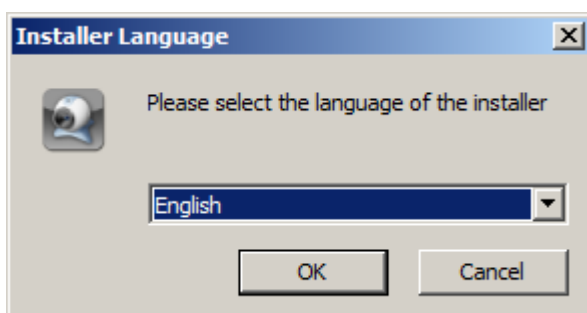 Installer Language
Please select the language of the installer
English
OK
Cancel